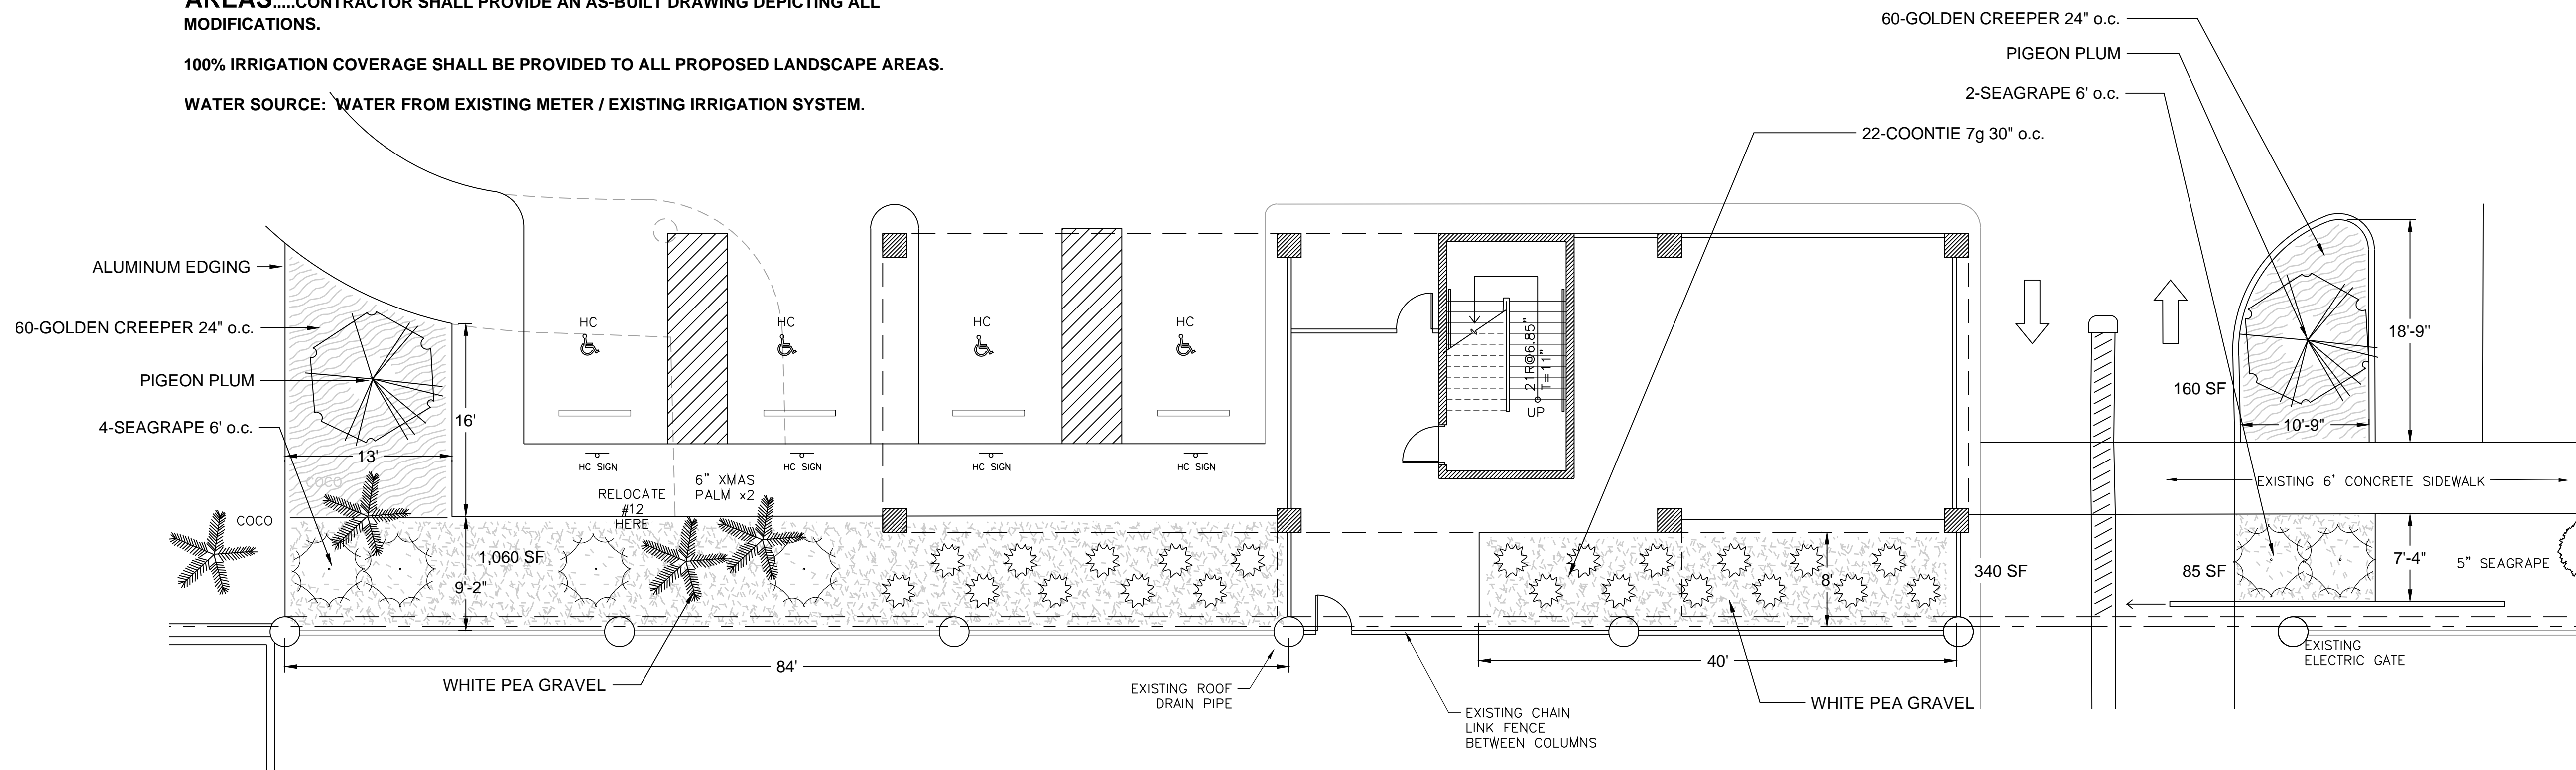 AREAS.....CONTRACTOR SHALL PROVIDE AN AS-BUILT DRAWING DEPICTING ALL
MODIFICATIONS.
100% IRRIGATION COVERAGE SHALL BE PROVIDED TO ALL PROPOSED LANDSCAPE AREAS.
WATER SOURCE:  WATER FROM EXISTING METER / EXISTING IRRIGATION SYSTEM.
60-GOLDEN CREEPER 24" o.c.
PIGEON PLUM
2-SEAGRAPE 6' o.c.
22-COONTIE 7g 30" o.c.
ALUMINUM EDGING
60-GOLDEN CREEPER 24" o.c.
PIGEON PLUM
4-SEAGRAPE 6' o.c.
16'
13'
COCO
COCO
HC
HC
HC
HC
HC SIGN
HC SIGN
HC SIGN
HC SIGN
RELOCATE
#12
HERE
6" XMAS
PALM x2
1,060 SF
9'-2"
21R@6.85"
T=11"
UP
18'-9"
160 SF
10'-9"
EXISTING 6' CONCRETE SIDEWALK
8'
340 SF
85 SF
7'-4"
5" SEAGRAPE
84'
40'
WHITE PEA GRAVEL
EXISTING ROOF
DRAIN PIPE
EXISTING CHAIN
LINK FENCE
BETWEEN COLUMNS
WHITE PEA GRAVEL
EXISTING
ELECTRIC GATE